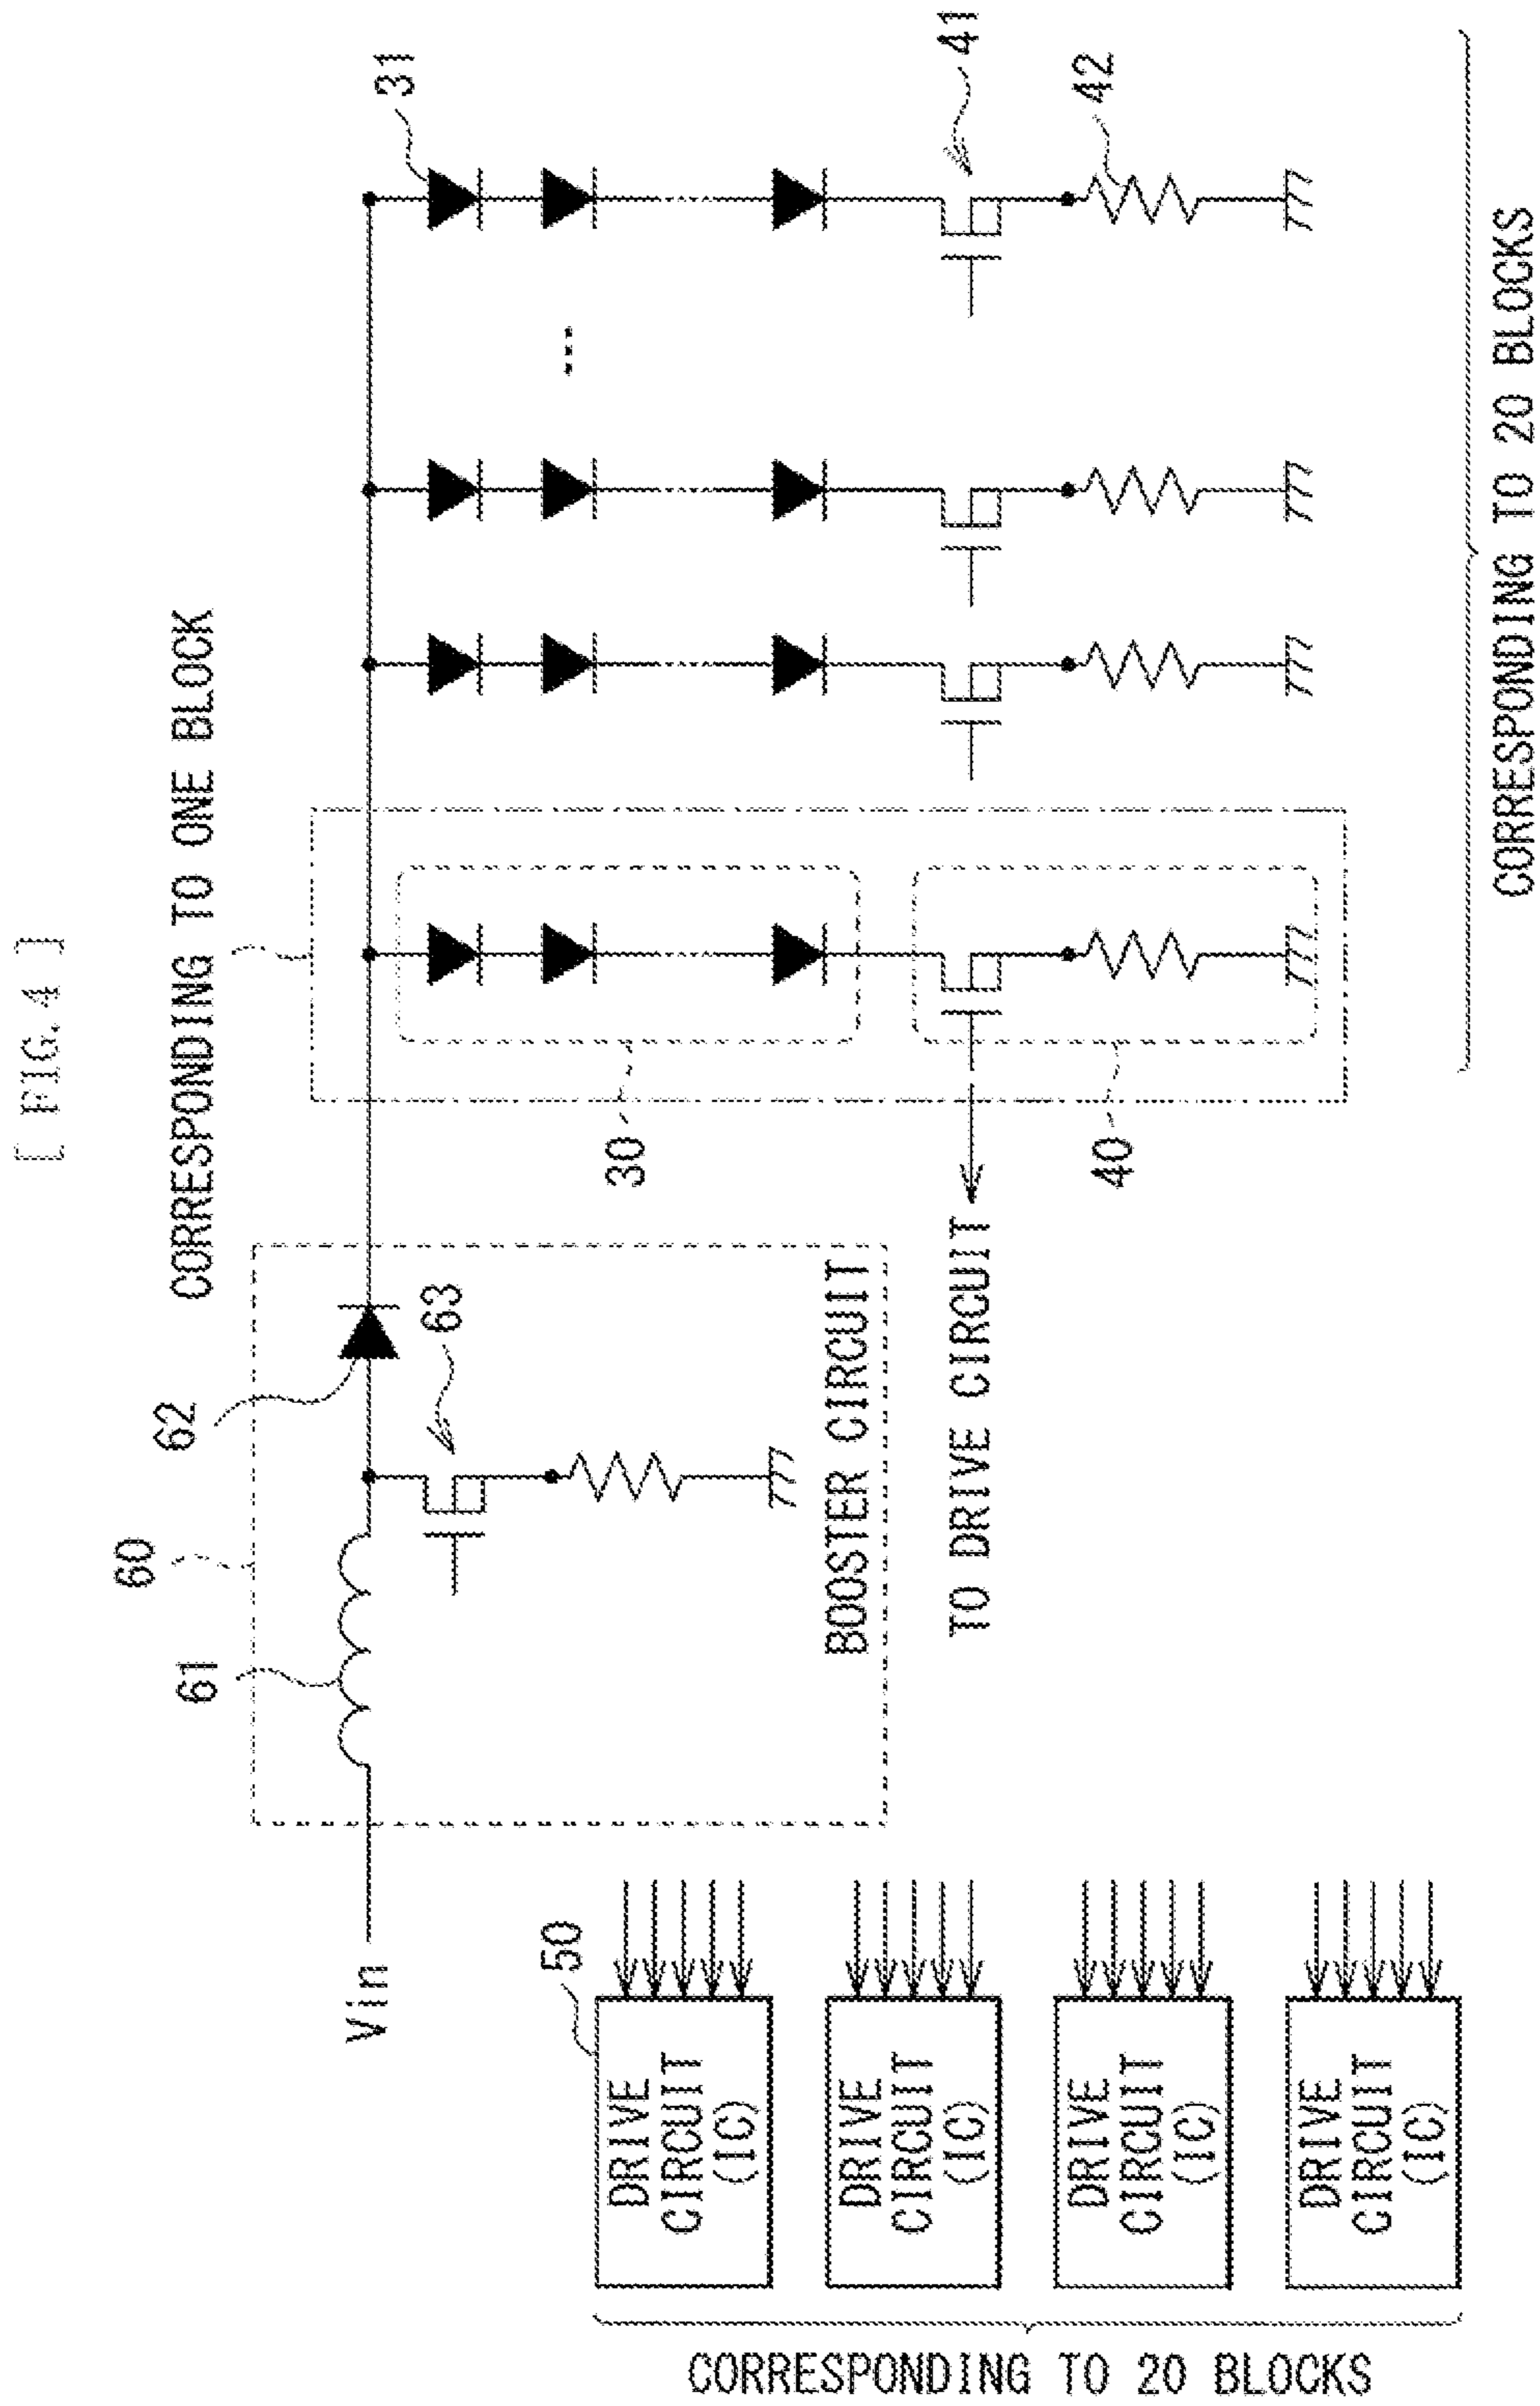 [ FIG. 4 ]
CORRESPONDING TO ONE BLOCK
60
61
62
63
31
Vin
BOOSTER CIRCUIT
30
40
41
42
TO DRIVE CIRCUIT
50
DRIVE
CIRCUIT
(IC)
DRIVE
CIRCUIT
(IC)
DRIVE
CIRCUIT
(IC)
DRIVE
CIRCUIT
(IC)
...
CORRESPONDING TO 20 BLOCKS
CORRESPONDING TO 20 BLOCKS